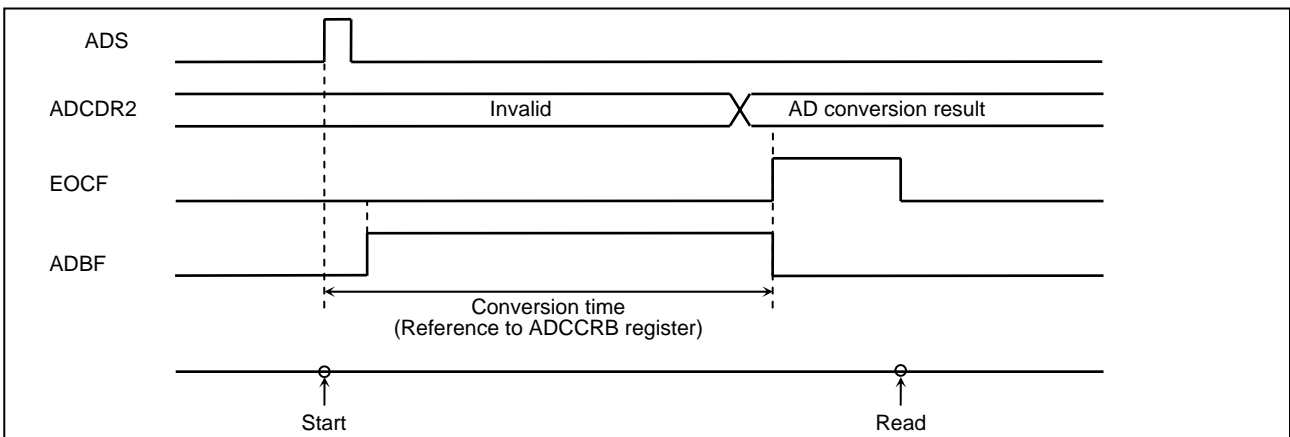 ADS
ADCDR2
Invalid
AD conversion result
EOCF
ADBF
Conversion time
(Reference to ADCCRB register)
Start
Read